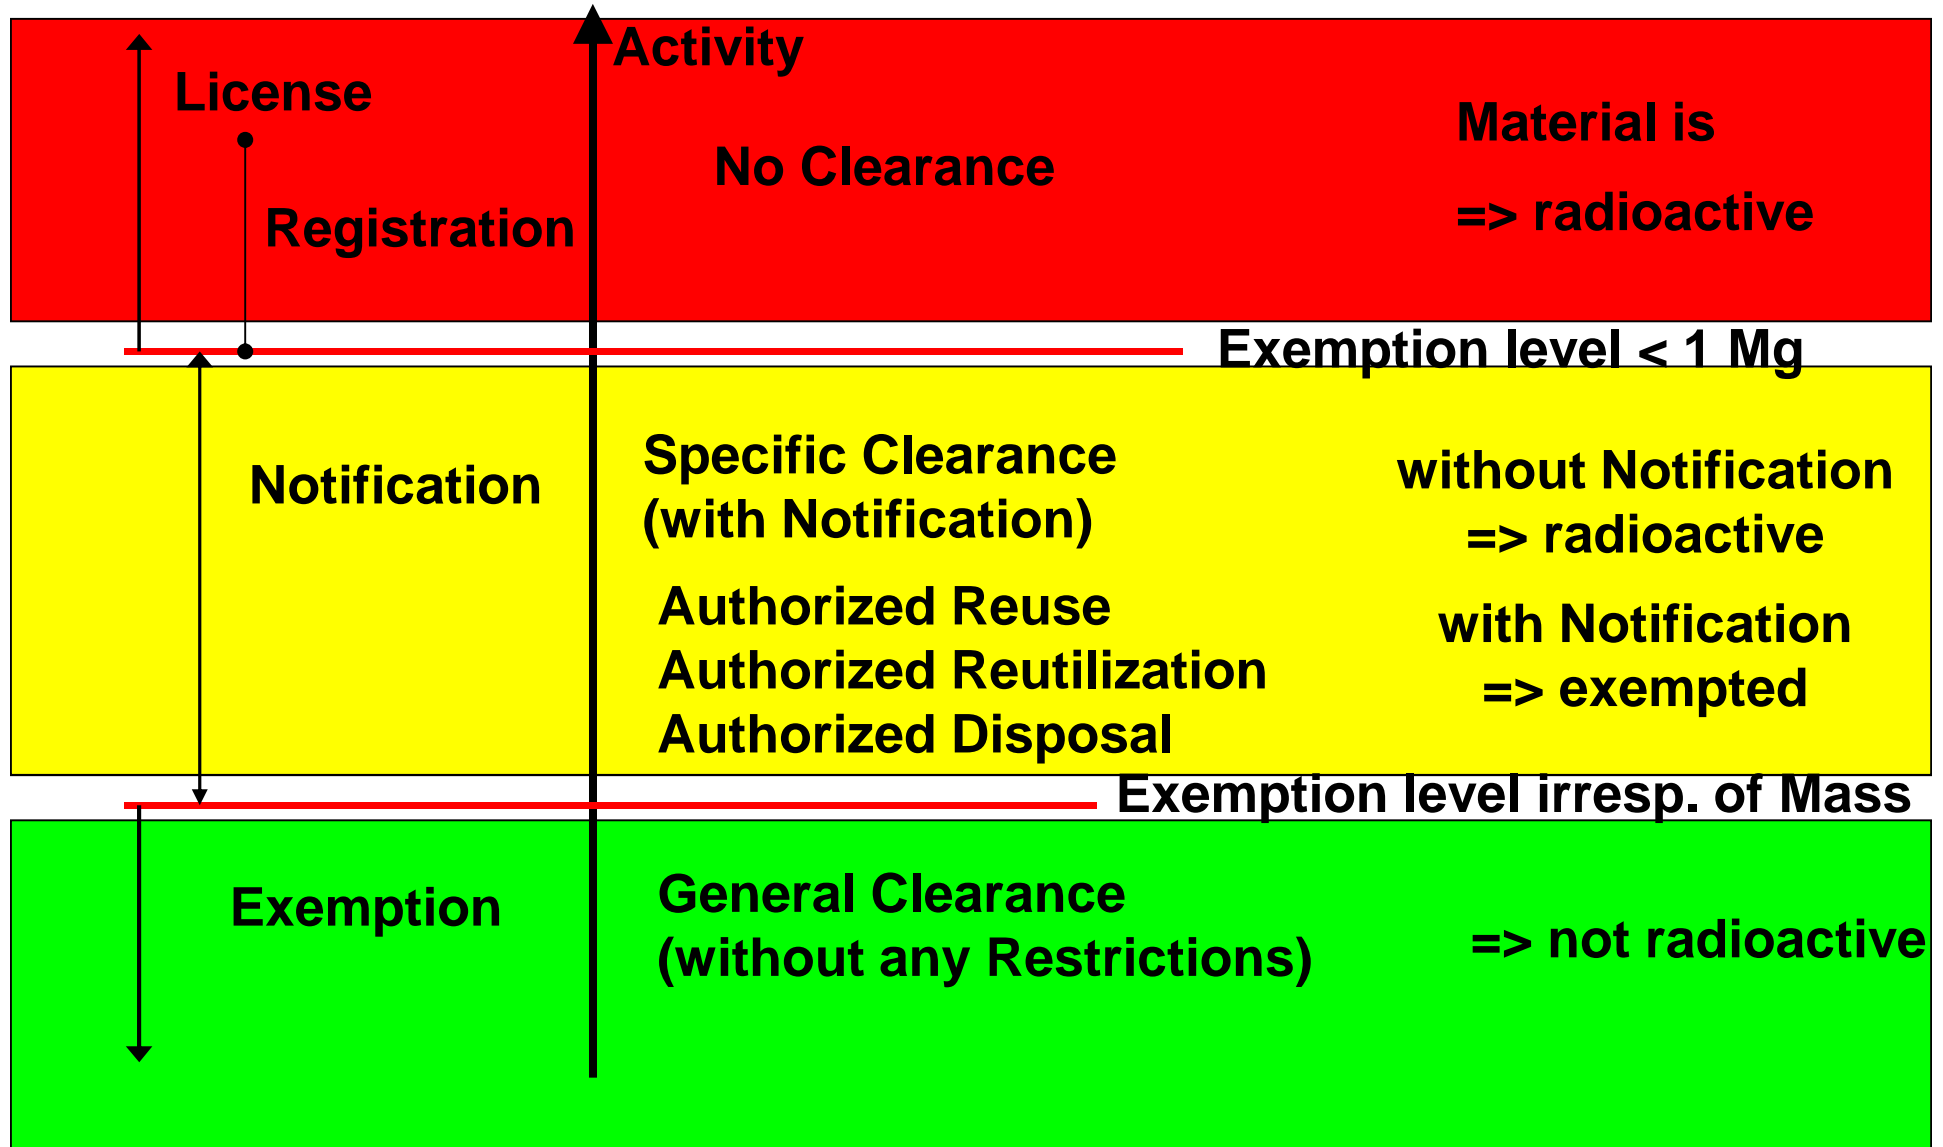 Activity
License
Registration
No Clearance
Material is
=> radioactive
Exemption level < 1 Mg
Notification
Specific Clearance
(with Notification)
Authorized Reuse
Authorized Reutilization
Authorized Disposal
without Notification
=> radioactive
with Notification
=> exempted
Exemption level irresp. of Mass
Exemption
General Clearance
(without any Restrictions)
=> not radioactive